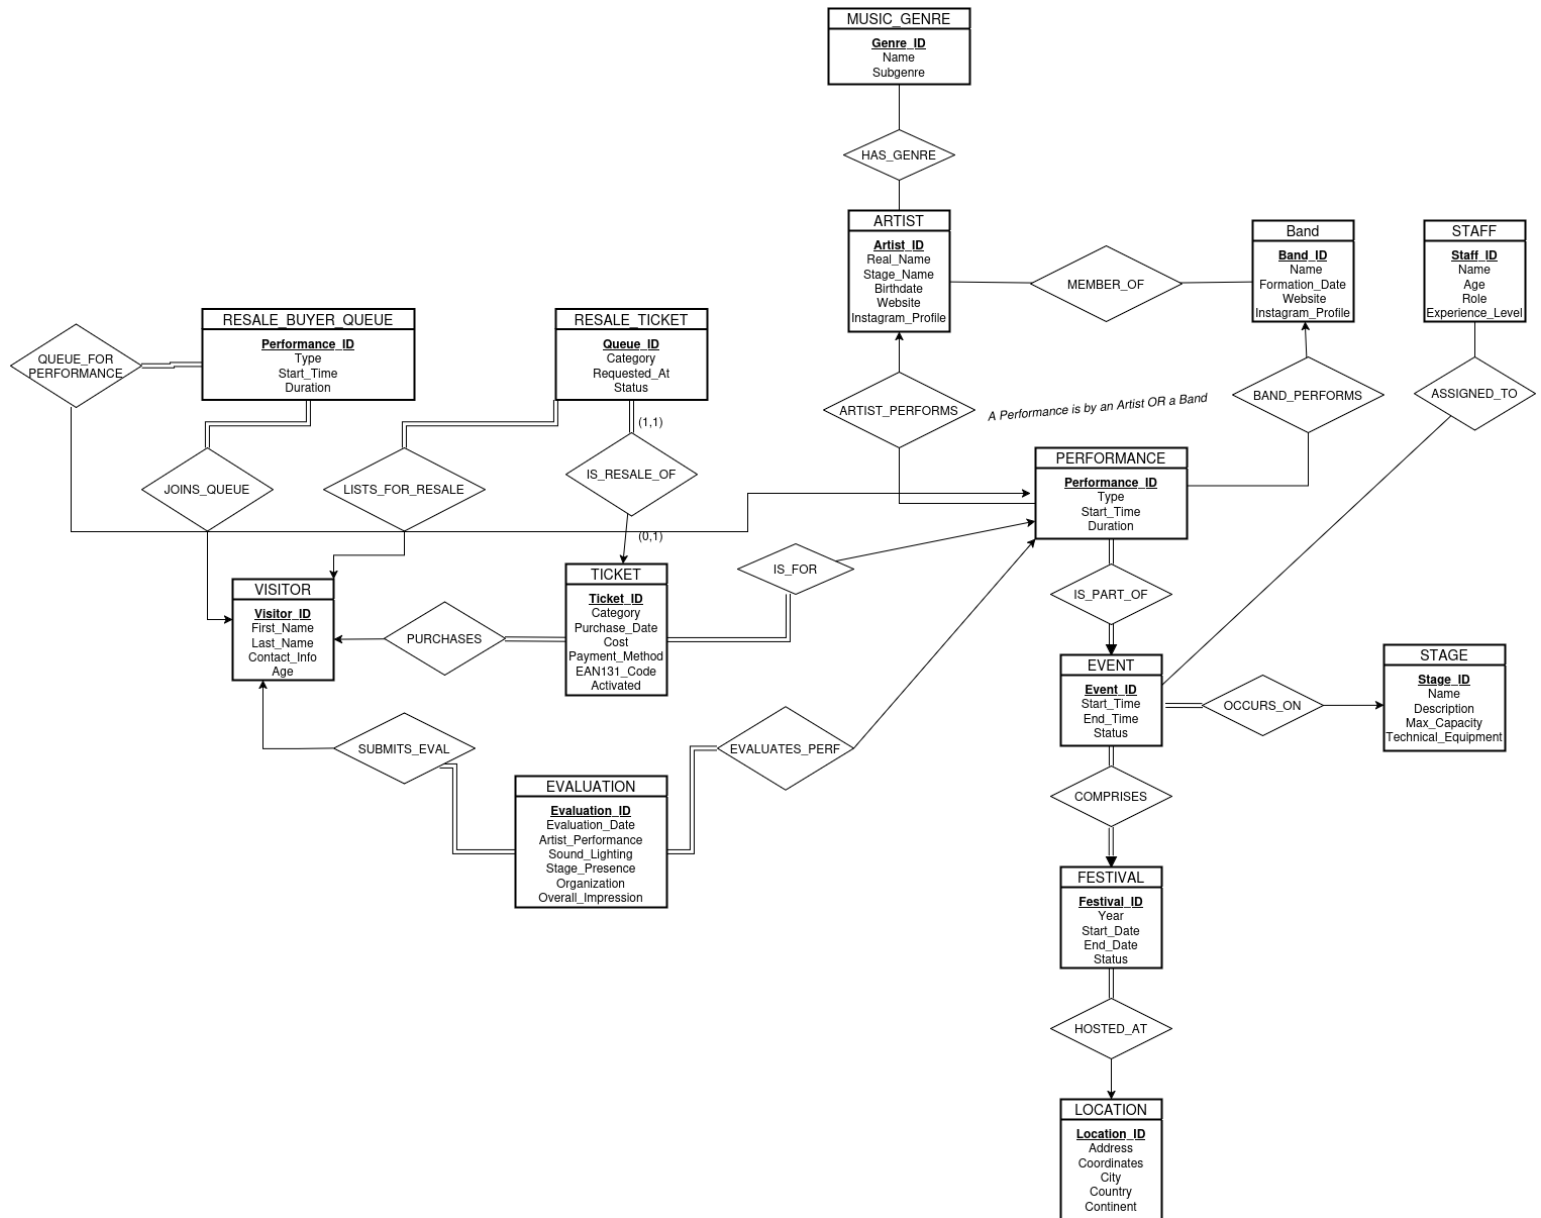 MUSIC_GENRE
Genre_ID
Name
Subgenre
HAS_GENRE
ARTIST
Artist_ID
Real_Name
Stage_Name
Birthdate
Website
Instagram_Profile
MEMBER_OF
Band
Band_ID
Name
Formation_Date
Website
Instagram_Profile
STAFF
Staff_ID
Name
Age
Role
Experience_Level
RESALE_BUYER_QUEUE
Performance_ID
Type
Start_Time
Duration
RESALE_TICKET
Queue_ID
Category
Requested_At
Status
QUEUE_FOR
PERFORMANCE
ARTIST_PERFORMS
A Performance is by an Artist OR a Band
BAND_PERFORMS
ASSIGNED_TO
(1,1)
JOINS_QUEUE
LISTS_FOR_RESALE
IS_RESALE_OF
(0,1)
PERFORMANCE
Performance_ID
Type
Start_Time
Duration
VISITOR
Visitor_ID
First_Name
Last_Name
Contact_Info
Age
PURCHASES
TICKET
Ticket_ID
Category
Purchase_Date
Cost
Payment_Method
EAN131_Code
Activated
IS_FOR
IS_PART_OF
EVENT
Event_ID
Start_Time
End_Time
Status
OCCURS_ON
STAGE
Stage_ID
Name
Description
Max_Capacity
Technical_Equipment
SUBMITS_EVAL
EVALUATES_PERF
EVALUATION
Evaluation_ID
Evaluation_Date
Artist_Performance
Sound_Lighting
Stage_Presence
Organization
Overall_Impression
COMPRISES
FESTIVAL
Festival_ID
Year
Start_Date
End_Date
Status
HOSTED_AT
LOCATION
Location_ID
Address
Coordinates
City
Country
Continent